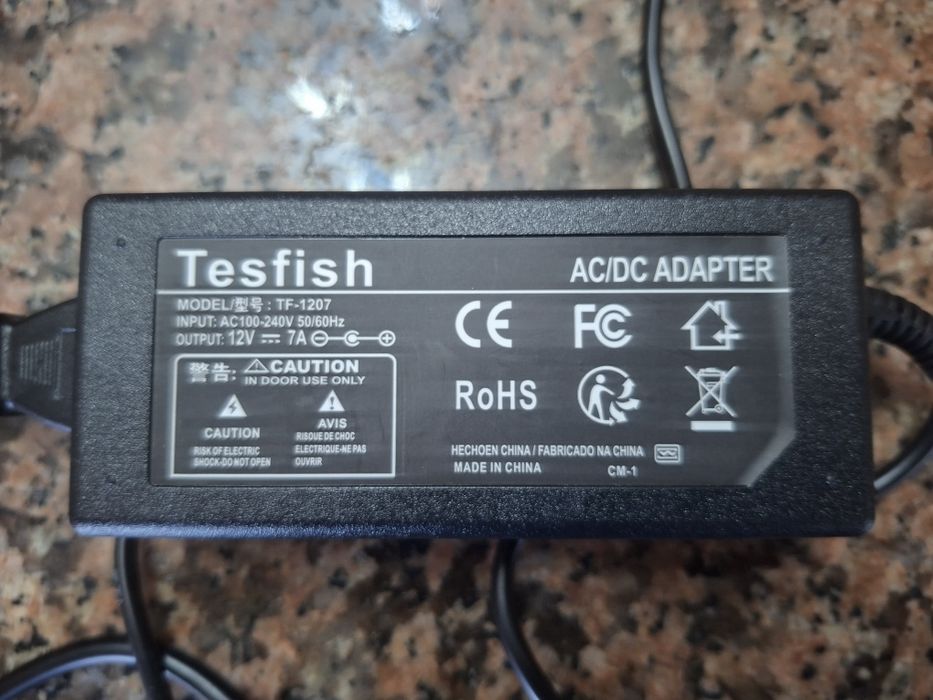 Tesfish
AC/DC ADAPTER
MODEL/型号: TF-1207
INPUT: AC100-240V 50/60Hz
OUTPUT: 12V 7A
警告: CAUTION
IN DOOR USE ONLY
CAUTION
RISK OF ELECTRIC
SHOCK-DO NOT OPEN
AVIS
RISQUE DE CHOC
ELECTRIQUE-NE PAS
OUVRIR
CE
FC
RoHS
HECHOEN CHINA / FABRICADO NA CHINA
MADE IN CHINA
CM-1